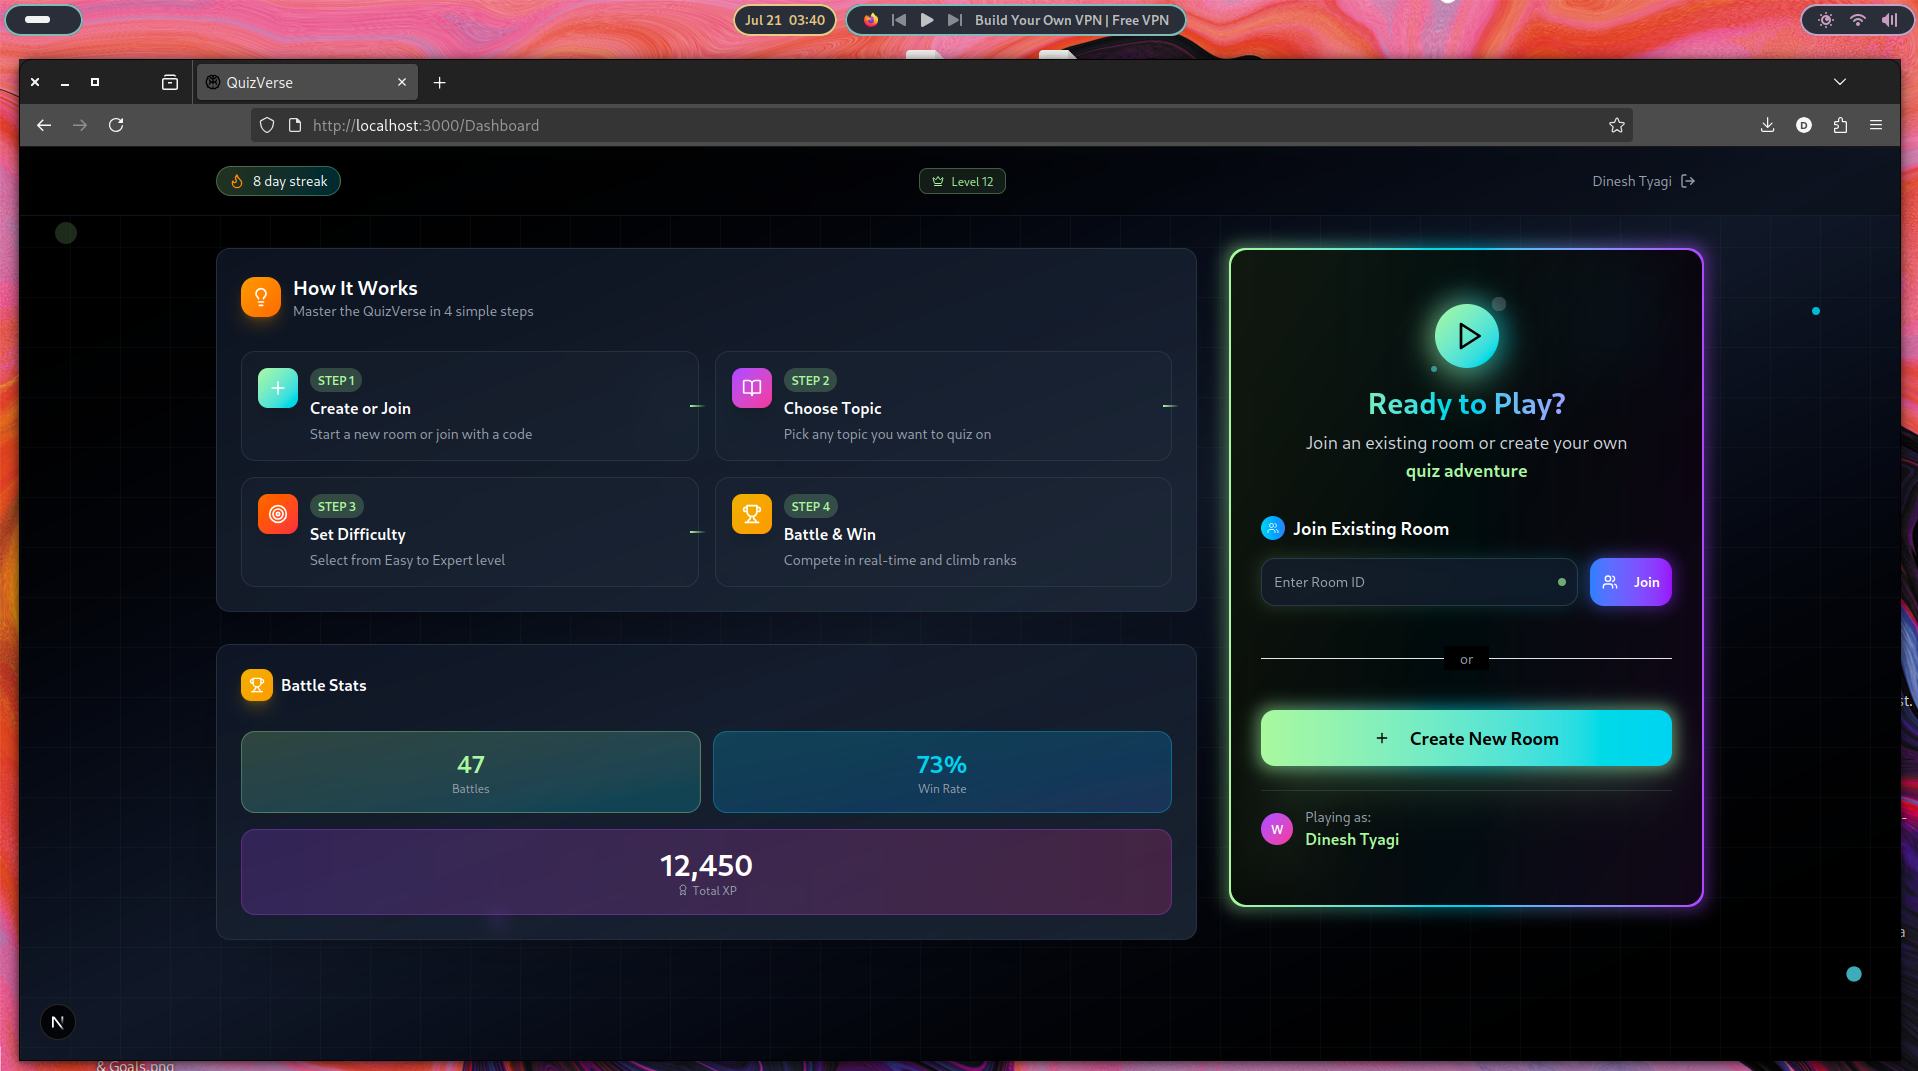 Jul 21 03:40
Build Your Own VPN | Free VPN
QuizVerse
http://localhost:3000/Dashboard
D
8 day streak
Level 12
Dinesh Tyagi
How It Works
Master the QuizVerse in 4 simple steps
STEP 1
Create or Join
Start a new room or join with a code
STEP 2
Choose Topic
Pick any topic you want to quiz on
STEP 3
Set Difficulty
Select from Easy to Expert level
STEP 4
Battle & Win
Compete in real-time and climb ranks
Battle Stats
47
Battles
73%
Win Rate
12,450
Total XP
Ready to Play?
Join an existing room or create your own
quiz adventure
Join Existing Room
Enter Room ID
Join
or
+ Create New Room
W
Playing as:
Dinesh Tyagi
N
& Goals.png